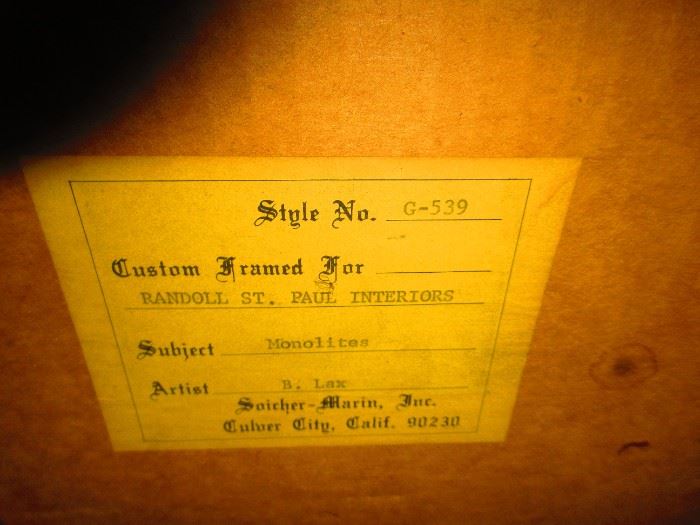 Style No. G-539
Custom Framed For
RANDOLL ST. PAUL INTERIORS
Subject Monolites
Artist B. Lax
Soicher-Marin, Inc.
Culver City, Calif. 90230